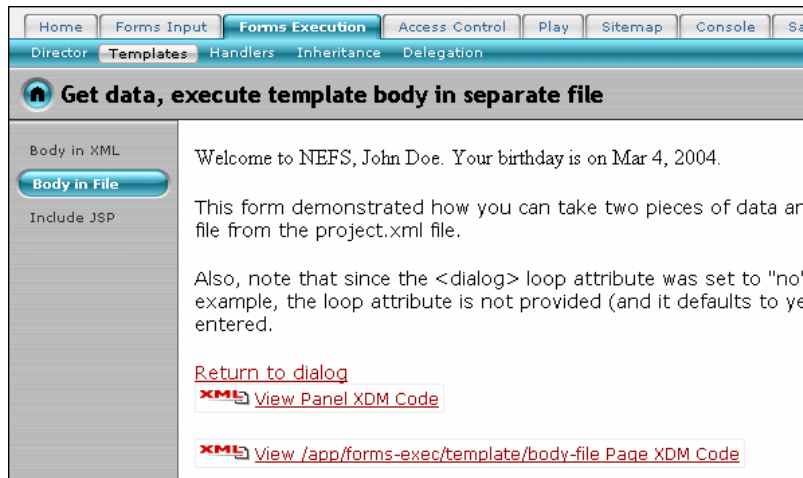 Home Forms Input Forms Execution Access Control Play Sitemap Console
Director Templates Handlers Inheritance Delegation
Get data, execute template body in separate file
Body in XML
Body in File
Include JSP
Welcome to NEFS, John Doe. Your birthday is on Mar 4, 2004.
This form demonstrated how you can take two pieces of data
file from the project.xml file.
Also, note that since the <dialog> loop attribute was set to "no"
example, the loop attribute is not provided (and it defaults to
entered.
Return to dialog
XML View Panel XDM Code
XML View /app/forms-exec/template/body-file Page XDM Code